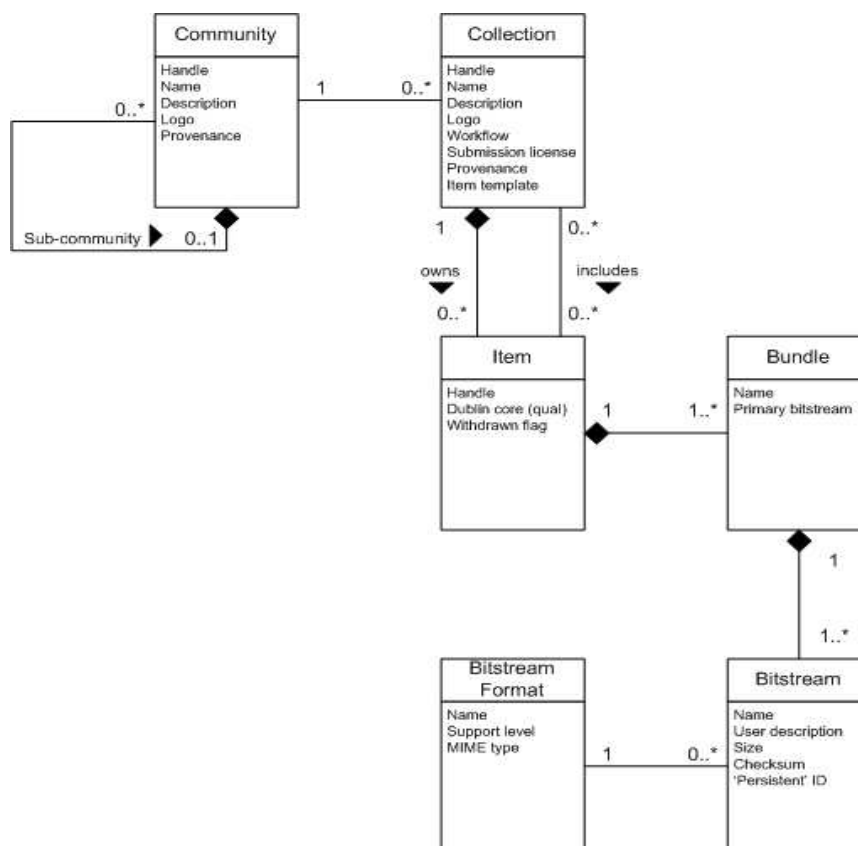 Community
Handle
Name
Description
Logo
Provenance
Collection
Handle
Name
Description
Logo
Workflow
Submission license
Provenance
Item template
1
0..*
0..*
Sub-community
0..1
1
0..*
owns
includes
0..*
0..*
Item
Handle
Dublin core (qual)
Withdrawn flag
1
1..*
Bundle
Name
Primary bitstream
1
1..*
Bitstream
Format
Name
Support level
MIME type
1
0..*
Bitstream
Name
User description
Size
Checksum
'Persistent' ID